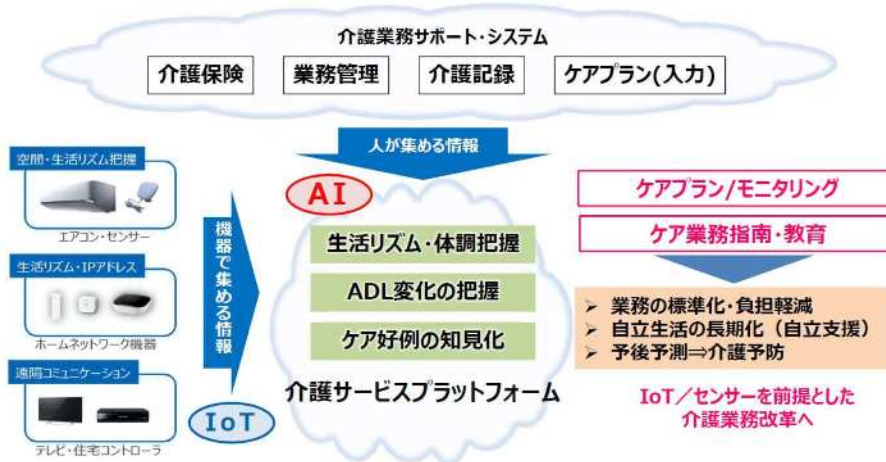 介護業務サポート・システム
介護保険
業務管理
介護記録
ケアプラン(入力)
人が集める情報
空間・生活リズム把握
エアコン・センサー
生活リズム・IPアドレス
ホームネットワーク機器
遠隔コミュニケーション
テレビ・住宅コントローラ
機器で集める情報
IoT
AI
生活リズム・体調把握
ADL変化の把握
ケア好例の知見化
介護サービスプラットフォーム
ケアプラン/モニタリング
ケア業務指南・教育
➢ 業務の標準化・負担軽減
➢ 自立生活の長期化（自立支援）
➢ 予後予測⇒介護予防
IoT／センサーを前提とした
介護業務改革へ